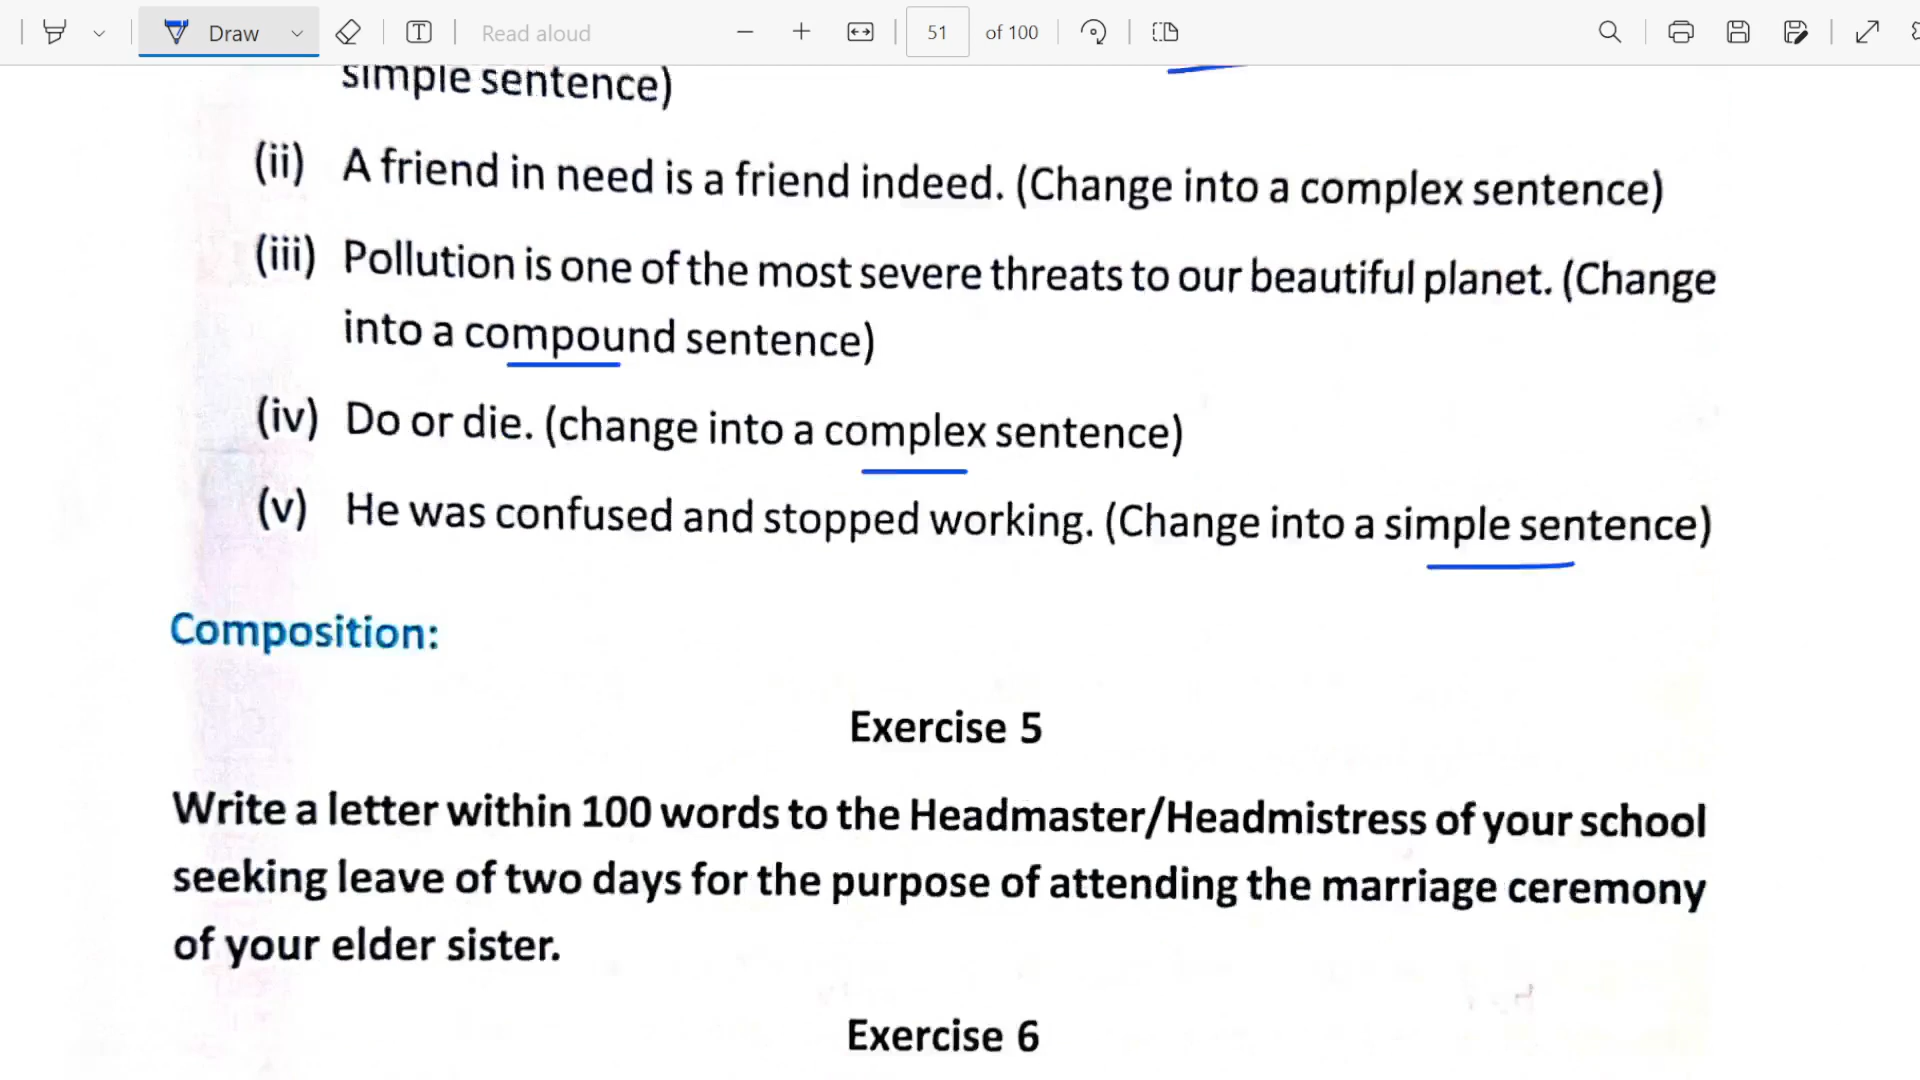 Draw Read aloud 51 of 100
simple sentence)
(ii) A friend in need is a friend indeed. (Change into a complex sentence)
(iii) Pollution is one of the most severe threats to our beautiful planet. (Change
into a compound sentence)
(iv) Do or die. (change into a complex sentence)
(v) He was confused and stopped working. (Change into a simple sentence)
Composition:
Exercise 5
Write a letter within 100 words to the Headmaster/Headmistress of your school
seeking leave of two days for the purpose of attending the marriage ceremony
of your elder sister.
Exercise 6